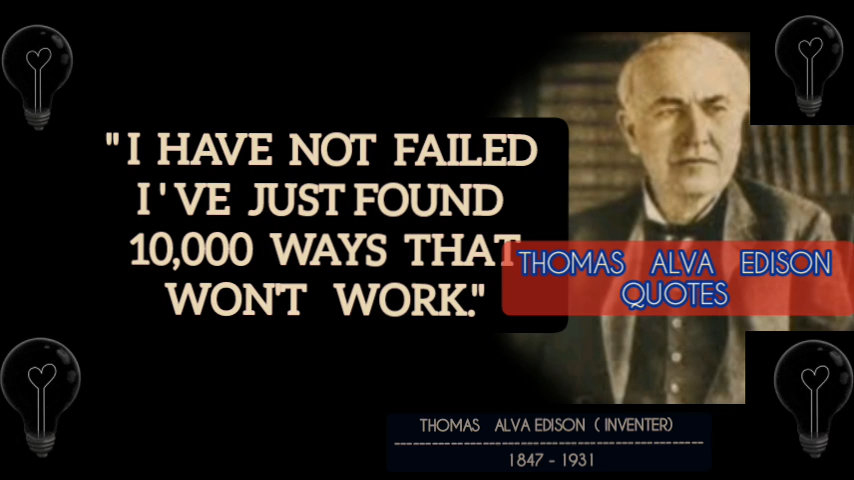 "I HAVE NOT FAILED
I'VE JUST FOUND
10,000 WAYS THAT
WON'T WORK."
THOMAS ALVA EDISON
QUOTES
THOMAS ALVA EDISON ( INVENTER)
1847 - 1931